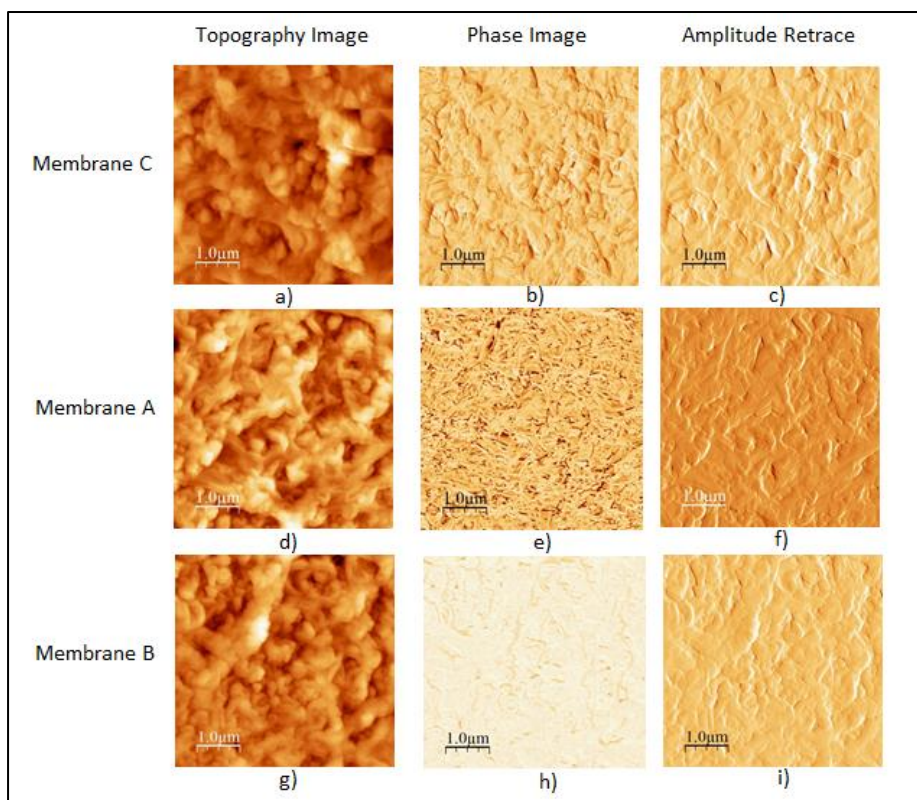 Topography Image Phase Image Amplitude Retrace
Membrane C
1.0µm 1.0µm 1.0µm
a) b) c)
Membrane A
1.0µm 1.0µm 1.0µm
d) e) f)
Membrane B
1.0µm 1.0µm 1.0µm
g) h) i)